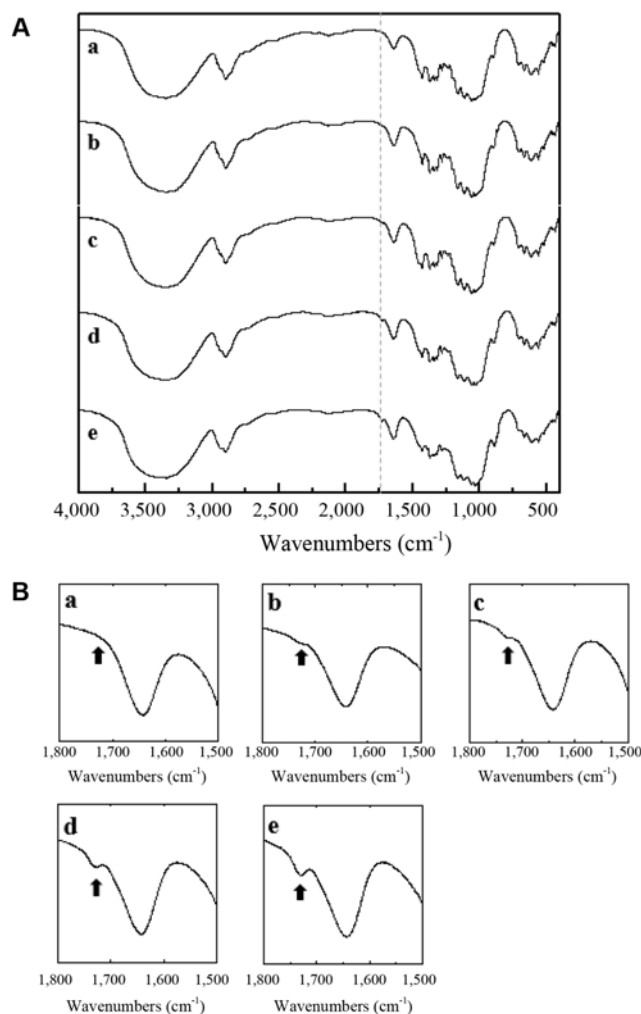 A
a
b
c
d
e
4,000 3,500 3,000 2,500 2,000 1,500 1,000 500
Wavenumbers (cm⁻¹)
B
a b c
1,800 1,700 1,600 1,500 1,800 1,700 1,600 1,500 1,800 1,700 1,600 1,500
Wavenumbers (cm⁻¹) Wavenumbers (cm⁻¹) Wavenumbers (cm⁻¹)
d e
1,800 1,700 1,600 1,500 1,800 1,700 1,600 1,500
Wavenumbers (cm⁻¹) Wavenumbers (cm⁻¹)